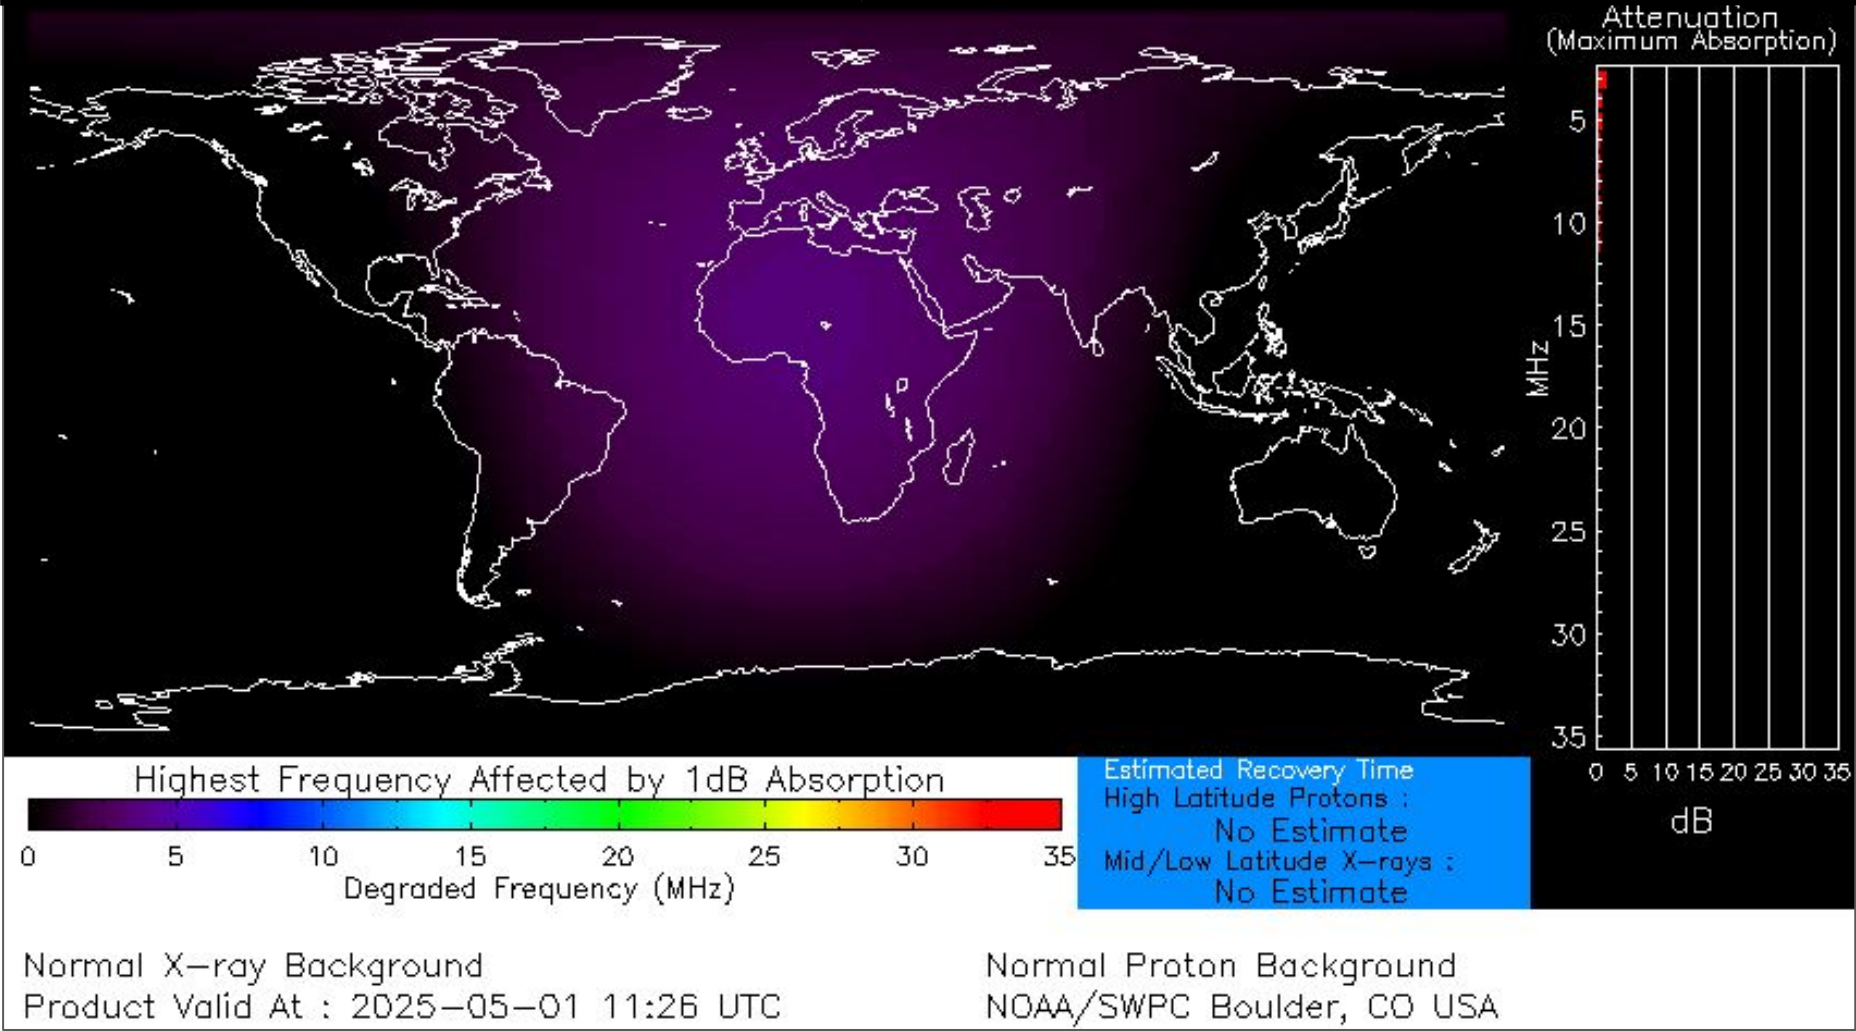 Attenuation
(Maximum Absorption)
5
10
15
20
25
30
35
MHz
0 5 10 15 20 25 30 35
dB
Highest Frequency Affected by 1dB Absorption
0 5 10 15 20 25 30 35
Degraded Frequency (MHz)
Estimated Recovery Time
High Latitude Protons :
No Estimate
Mid/Low Latitude X-rays :
No Estimate
Normal X-ray Background
Product Valid At : 2025-05-01 11:26 UTC
Normal Proton Background
NOAA/SWPC Boulder, CO USA